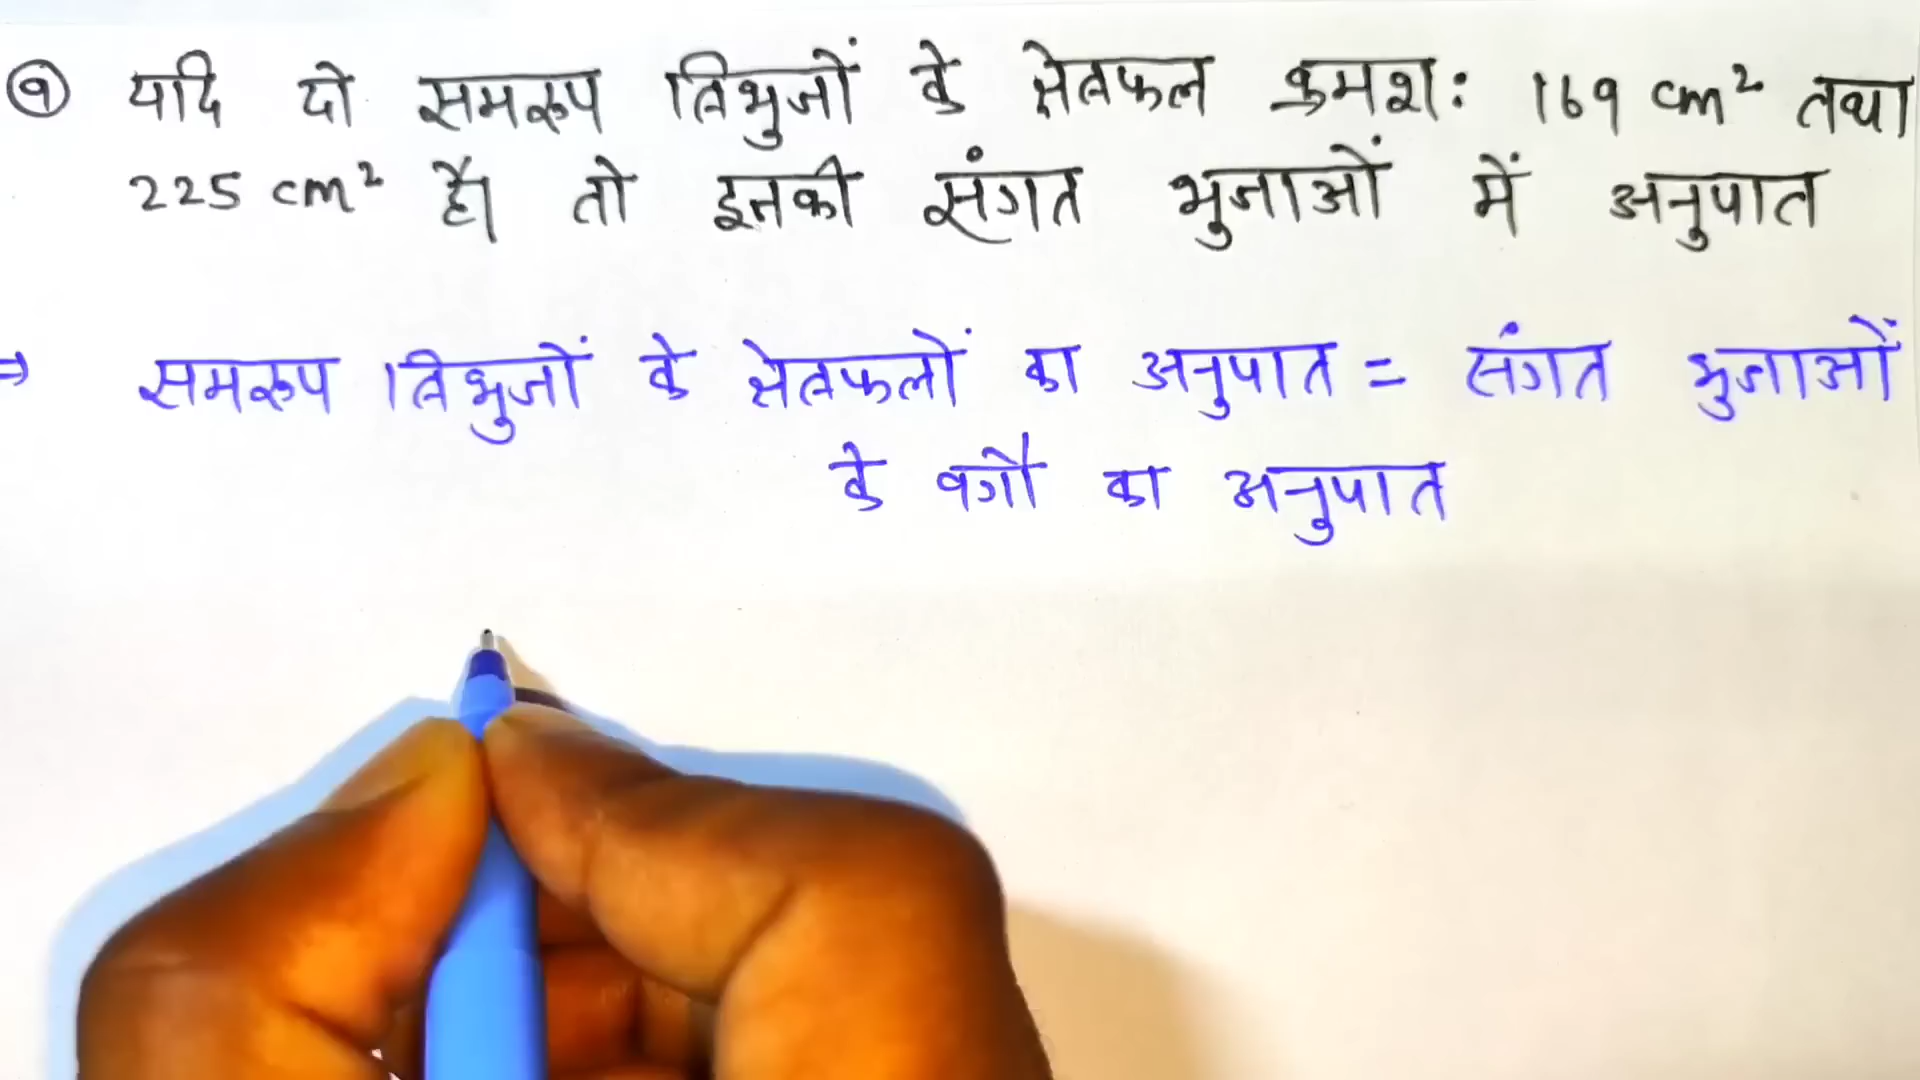 ⑨ यदि दो समरूप त्रिभुजों के क्षेत्रफल क्रमशः 169 cm² तथा
225 cm² है। तो इनकी संगत भुजाओं में अनुपात
⇒ समरूप त्रिभुजों के क्षेत्रफलों का अनुपात = संगत भुजाओं
के वर्गों का अनुपात